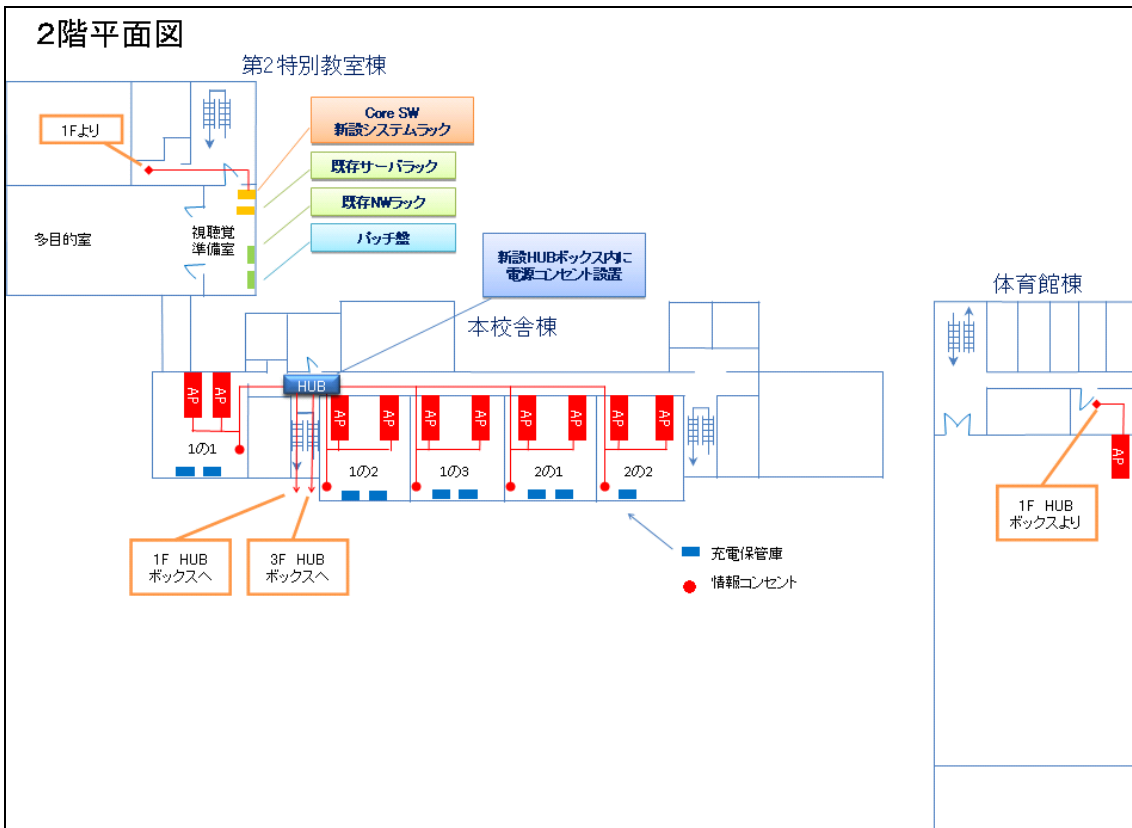 2階平面図
第2特別教室棟
1Fより
Core SW
新設システムラック
既存サーバラック
既存NWラック
パッチ盤
多目的室
視聴覚
準備室
新設HUBボックス内に
電源コンセント設置
本校舎棟
体育館棟
HUB
AP
AP
AP
AP
AP
AP
AP
AP
AP
AP
AP
1の1
1の2
1の3
2の1
2の2
1F HUB
ボックスへ
3F HUB
ボックスへ
1F HUB
ボックスより
充電保管庫
情報コンセント